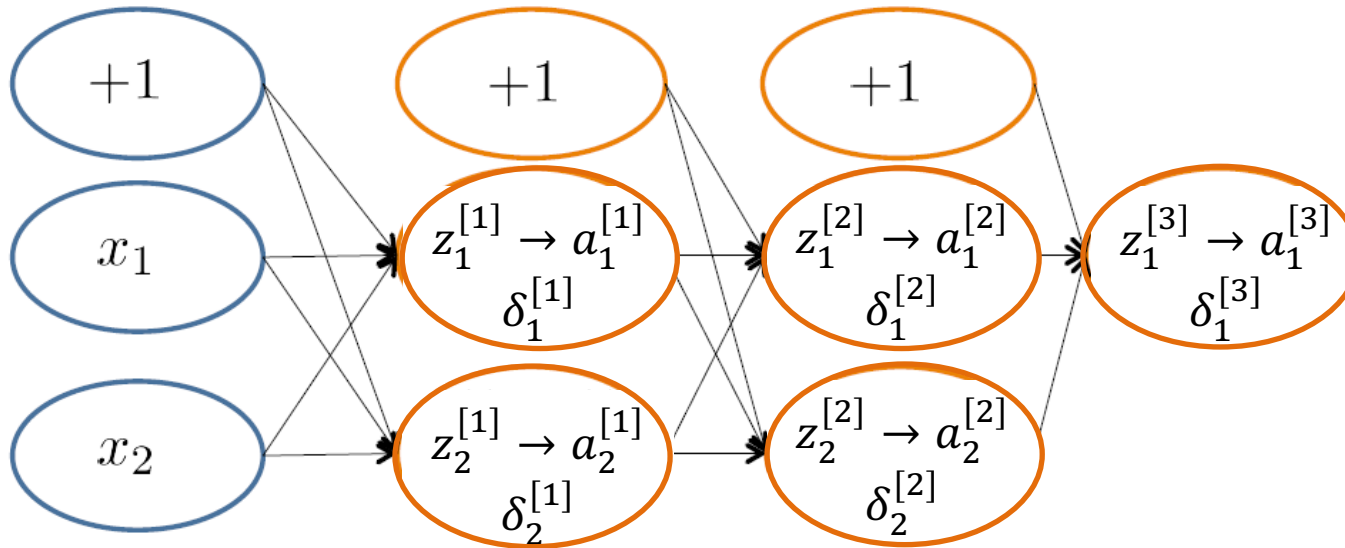 +1 +1 +1
x₁ z₁^[1] → a₁^[1] z₁^[2] → a₁^[2] z₁^[3] → a₁^[3]
δ₁^[1] δ₁^[2] δ₁^[3]
x₂ z₂^[1] → a₂^[1] z₂^[2] → a₂^[2]
δ₂^[1] δ₂^[2]